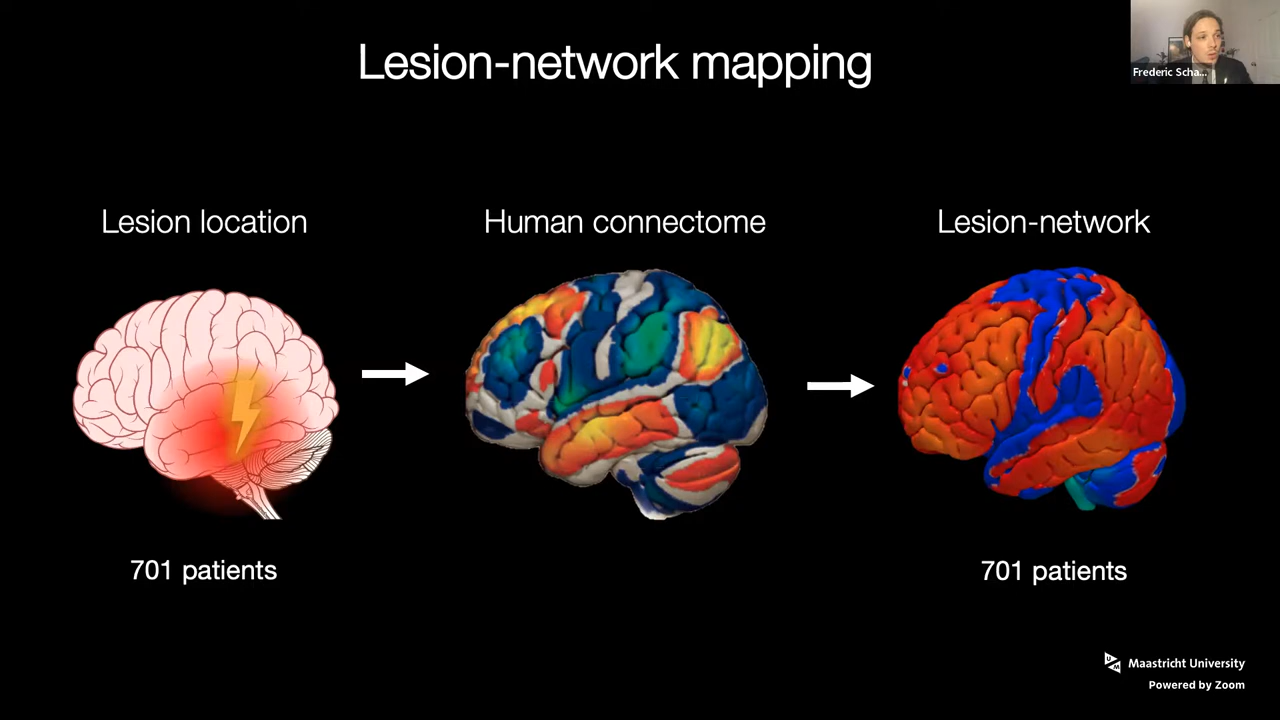 Lesion-network mapping
Frederic Scha...
Lesion location
Human connectome
Lesion-network
701 patients
701 patients
UM
Maastricht University
Powered by Zoom